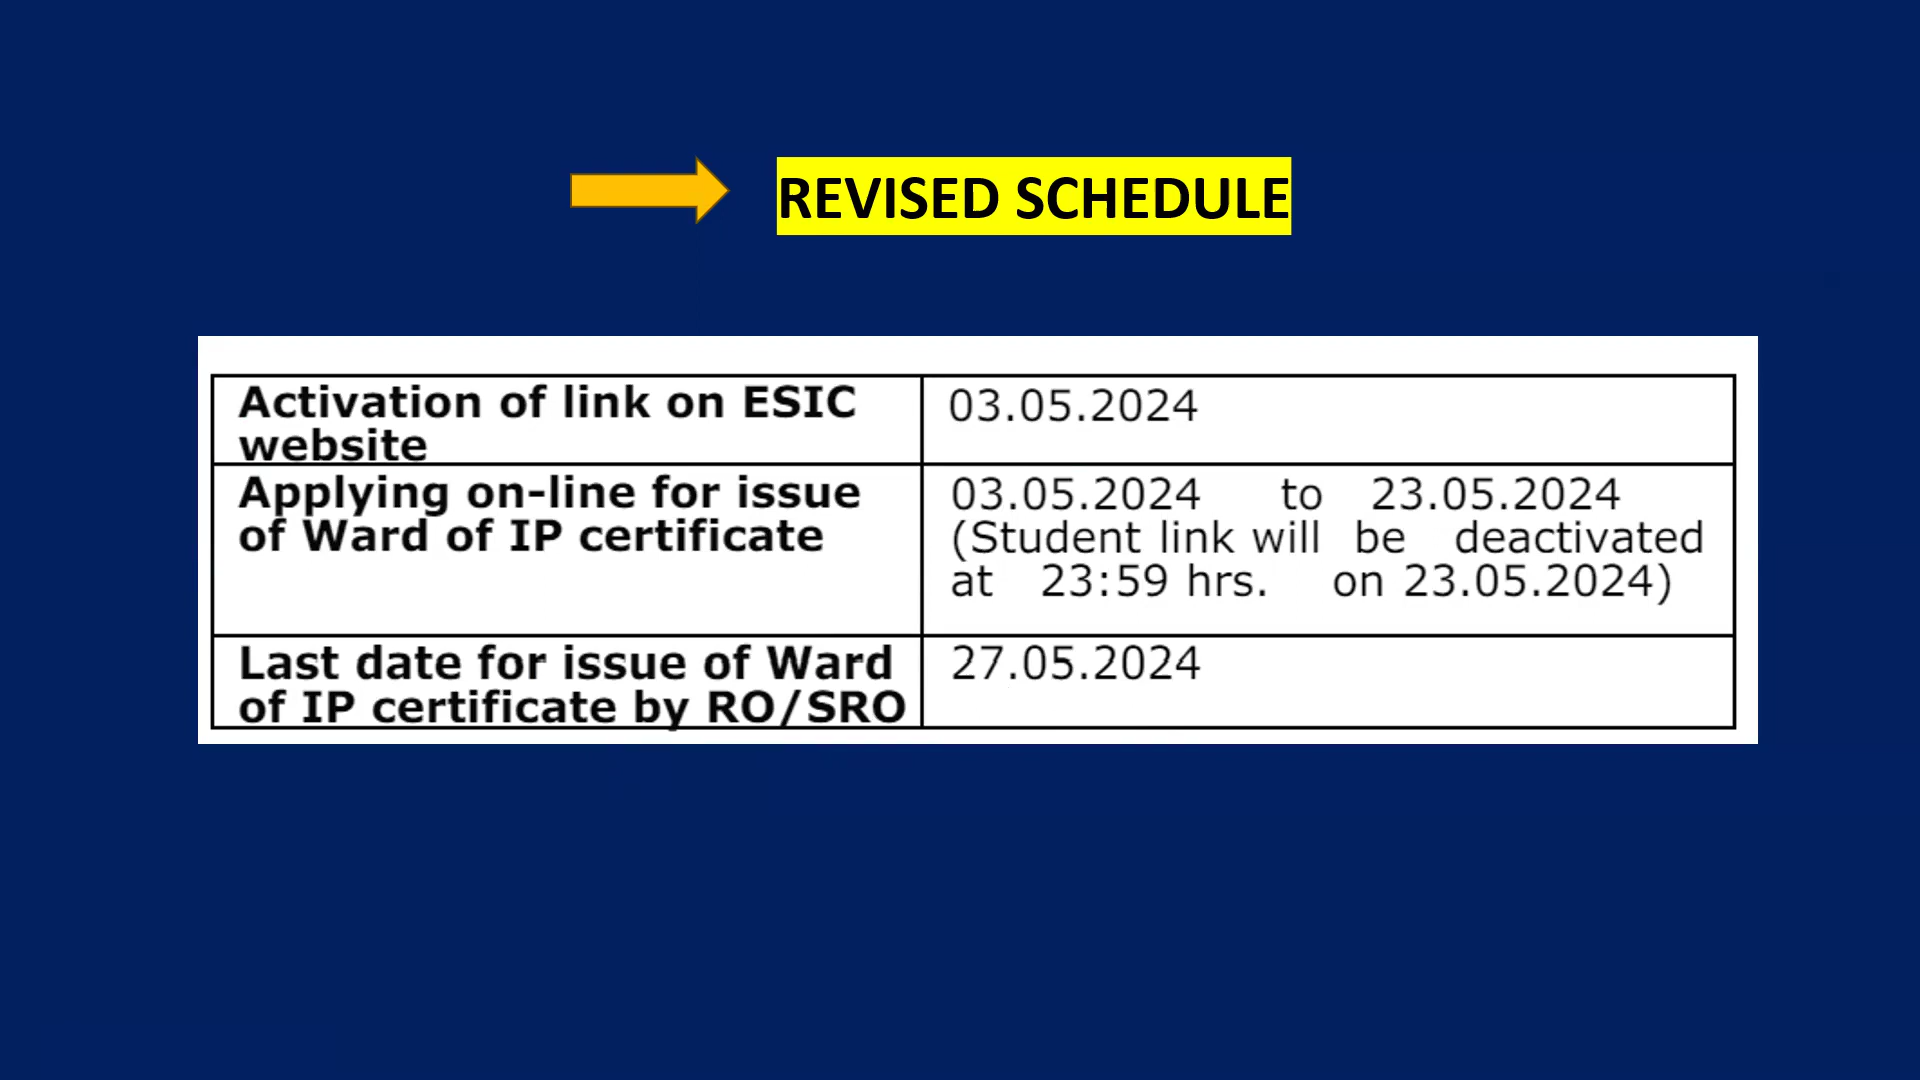 REVISED SCHEDULE
Activation of link on ESIC
website
03.05.2024
Applying on-line for issue
of Ward of IP certificate
03.05.2024 to 23.05.2024
(Student link will be deactivated
at 23:59 hrs. on 23.05.2024)
Last date for issue of Ward
of IP certificate by RO/SRO
27.05.2024